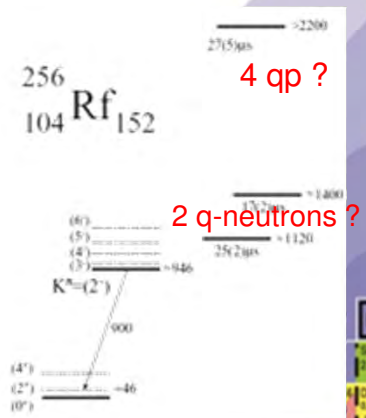 >2200
27(5)μs
4 qp ?
256
104 Rf 152
~1400
17(2)μs
2 q-neutrons ?
~1120
25(2)μs
(6⁻)
(5⁻)
(4⁻)
(3⁻)
~946
Kπ=(2⁻)
900
(4⁺)
(2⁺)
~46
(0⁺)